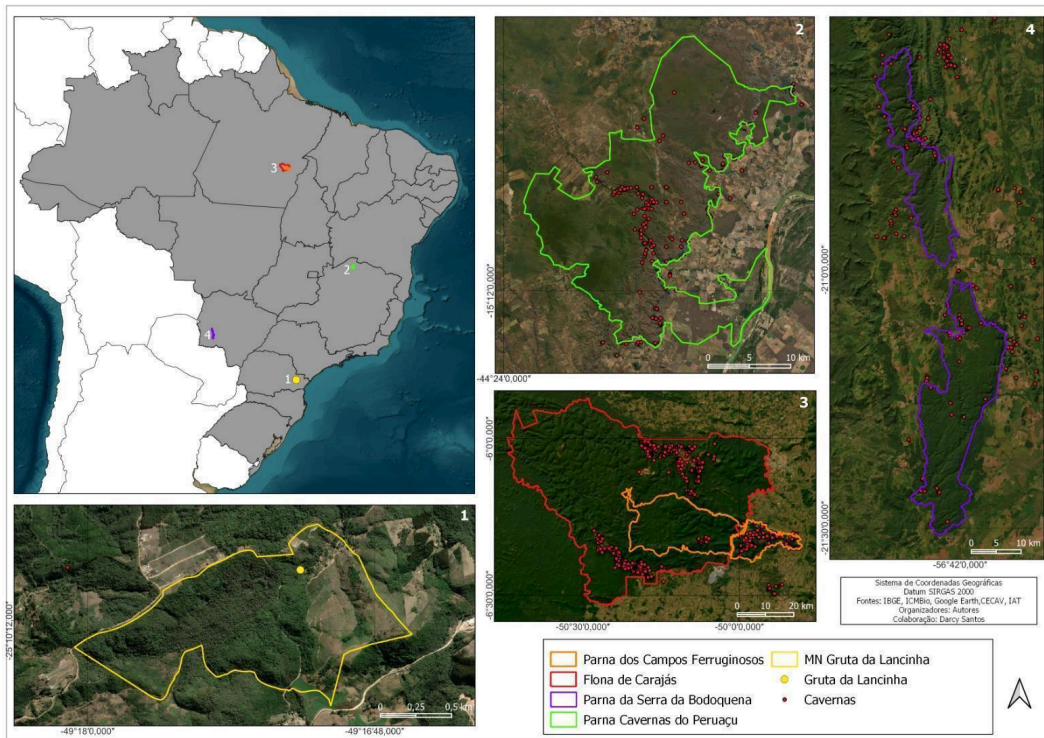 3
2
4
1
2
-15°12'0,000"
-44°24'0,000"
0 5 10 km
3
-6°0'0,000"
-6°30'0,000"
-50°30'0,000"
-50°0'0,000"
0 10 20 km
4
-21°0'0,000"
-21°30'0,000"
-56°42'0,000"
0 5 10 km
1
-25°10'12,000"
-49°18'0,000"
-49°16'48,000"
0 0,25 0,5 km
Sistema de Coordenadas Geográficas
Datum SIRGAS 2000
Fontes: IBGE, ICMBio, Google Earth,CECAV, IAT
Organizadores: Autores
Colaboração: Darcy Santos
Parna dos Campos Ferruginosos
Flona de Carajás
Parna da Serra da Bodoquena
Parna Cavernas do Peruaçu
MN Gruta da Lancinha
Gruta da Lancinha
Cavernas